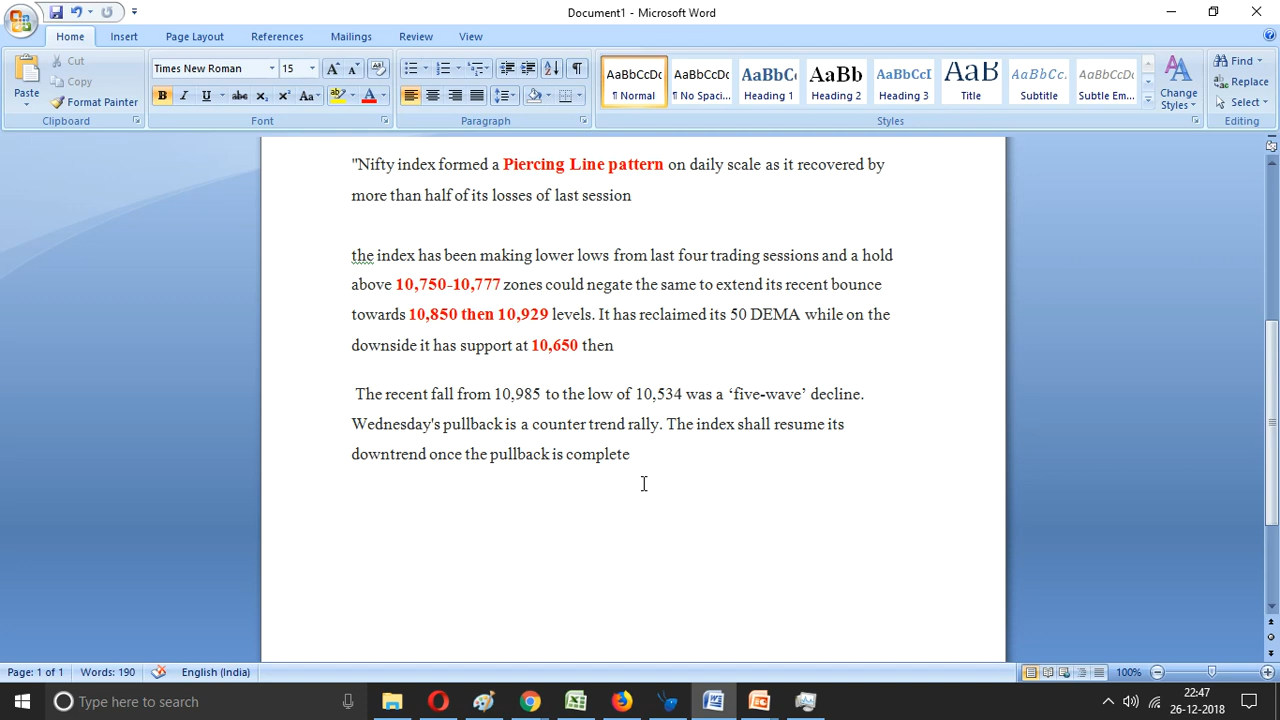 Document1 - Microsoft Word
Home Insert Page Layout References Mailings Review View
Paste
Cut
Copy
Format Painter
Clipboard
Times New Roman 15
Font
Paragraph
AaBbCcDc AaBbCcDc AaBbC AaBb AaBbCcI AaB AaBbCc. AaBbCcDc
¶ Normal ¶ No Spaci... Heading 1 Heading 2 Heading 3 Title Subtitle Subtle Em...
Change Styles
Styles
Find
Replace
Select
Editing
"Nifty index formed a Piercing Line pattern on daily scale as it recovered by
more than half of its losses of last session
the index has been making lower lows from last four trading sessions and a hold
above 10,750-10,777 zones could negate the same to extend its recent bounce
towards 10,850 then 10,929 levels. It has reclaimed its 50 DEMA while on the
downside it has support at 10,650 then
The recent fall from 10,985 to the low of 10,534 was a ‘five-wave’ decline.
Wednesday's pullback is a counter trend rally. The index shall resume its
downtrend once the pullback is complete
Page: 1 of 1 Words: 190 English (India) 100%
Type here to search
22:47
26-12-2018